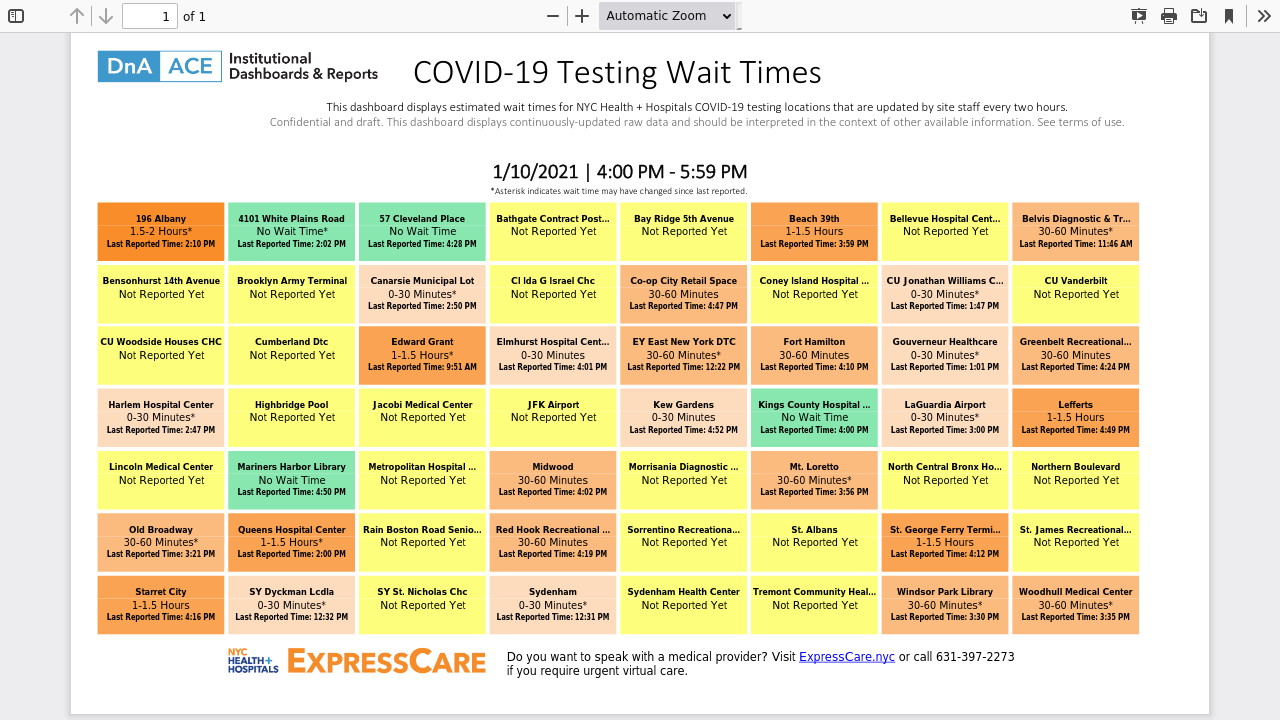 1 of 1 Automatic Zoom
DnA ACE Institutional
Dashboards & Reports
COVID-19 Testing Wait Times
This dashboard displays estimated wait times for NYC Health + Hospitals COVID-19 testing locations that are updated by site staff every two hours.
Confidential and draft. This dashboard displays continuously-updated raw data and should be interpreted in the context of other available information. See terms of use.
1/10/2021 | 4:00 PM - 5:59 PM
*Asterisk indicates wait time may have changed since last reported.
196 Albany
1.5-2 Hours*
Last Reported Time: 2:10 PM
4101 White Plains Road
No Wait Time*
Last Reported Time: 2:02 PM
57 Cleveland Place
No Wait Time
Last Reported Time: 4:28 PM
Bathgate Contract Post...
Not Reported Yet
Bay Ridge 5th Avenue
Not Reported Yet
Beach 39th
1-1.5 Hours
Last Reported Time: 3:59 PM
Bellevue Hospital Cent...
Not Reported Yet
Belvis Diagnostic & Tr...
30-60 Minutes*
Last Reported Time: 11:46 AM
Bensonhurst 14th Avenue
Not Reported Yet
Brooklyn Army Terminal
Not Reported Yet
Canarsie Municipal Lot
0-30 Minutes*
Last Reported Time: 2:50 PM
Cl Ida G Israel Chc
Not Reported Yet
Co-op City Retail Space
30-60 Minutes
Last Reported Time: 4:47 PM
Coney Island Hospital ...
Not Reported Yet
CU Jonathan Williams C...
0-30 Minutes*
Last Reported Time: 1:47 PM
CU Vanderbilt
Not Reported Yet
CU Woodside Houses CHC
Not Reported Yet
Cumberland Dtc
Not Reported Yet
Edward Grant
1-1.5 Hours*
Last Reported Time: 9:51 AM
Elmhurst Hospital Cent...
0-30 Minutes
Last Reported Time: 4:01 PM
EY East New York DTC
30-60 Minutes*
Last Reported Time: 12:22 PM
Fort Hamilton
30-60 Minutes
Last Reported Time: 4:10 PM
Gouverneur Healthcare
0-30 Minutes*
Last Reported Time: 1:01 PM
Greenbelt Recreational...
30-60 Minutes
Last Reported Time: 4:24 PM
Harlem Hospital Center
0-30 Minutes*
Last Reported Time: 2:47 PM
Highbridge Pool
Not Reported Yet
Jacobi Medical Center
Not Reported Yet
JFK Airport
Not Reported Yet
Kew Gardens
0-30 Minutes
Last Reported Time: 4:52 PM
Kings County Hospital ...
No Wait Time
Last Reported Time: 4:00 PM
LaGuardia Airport
0-30 Minutes*
Last Reported Time: 3:00 PM
Lefferts
1-1.5 Hours
Last Reported Time: 4:49 PM
Lincoln Medical Center
Not Reported Yet
Mariners Harbor Library
No Wait Time
Last Reported Time: 4:50 PM
Metropolitan Hospital ...
Not Reported Yet
Midwood
30-60 Minutes
Last Reported Time: 4:02 PM
Morrisania Diagnostic ...
Not Reported Yet
Mt. Loretto
30-60 Minutes*
Last Reported Time: 3:56 PM
North Central Bronx Ho...
Not Reported Yet
Northern Boulevard
Not Reported Yet
Old Broadway
30-60 Minutes*
Last Reported Time: 3:21 PM
Queens Hospital Center
1-1.5 Hours*
Last Reported Time: 2:00 PM
Rain Boston Road Senio...
Not Reported Yet
Red Hook Recreational ...
30-60 Minutes
Last Reported Time: 4:19 PM
Sorrentino Recreationa...
Not Reported Yet
St. Albans
Not Reported Yet
St. George Ferry Termi...
1-1.5 Hours
Last Reported Time: 4:12 PM
St. James Recreational...
Not Reported Yet
Starret City
1-1.5 Hours
Last Reported Time: 4:16 PM
SY Dyckman Lcdla
0-30 Minutes*
Last Reported Time: 12:32 PM
SY St. Nicholas Chc
Not Reported Yet
Sydenham
0-30 Minutes*
Last Reported Time: 12:31 PM
Sydenham Health Center
Not Reported Yet
Tremont Community Heal...
Not Reported Yet
Windsor Park Library
30-60 Minutes*
Last Reported Time: 3:30 PM
Woodhull Medical Center
30-60 Minutes*
Last Reported Time: 3:35 PM
NYC
HEALTH+
HOSPITALS
EXPRESSCARE
Do you want to speak with a medical provider? Visit ExpressCare.nyc or call 631-397-2273
if you require urgent virtual care.